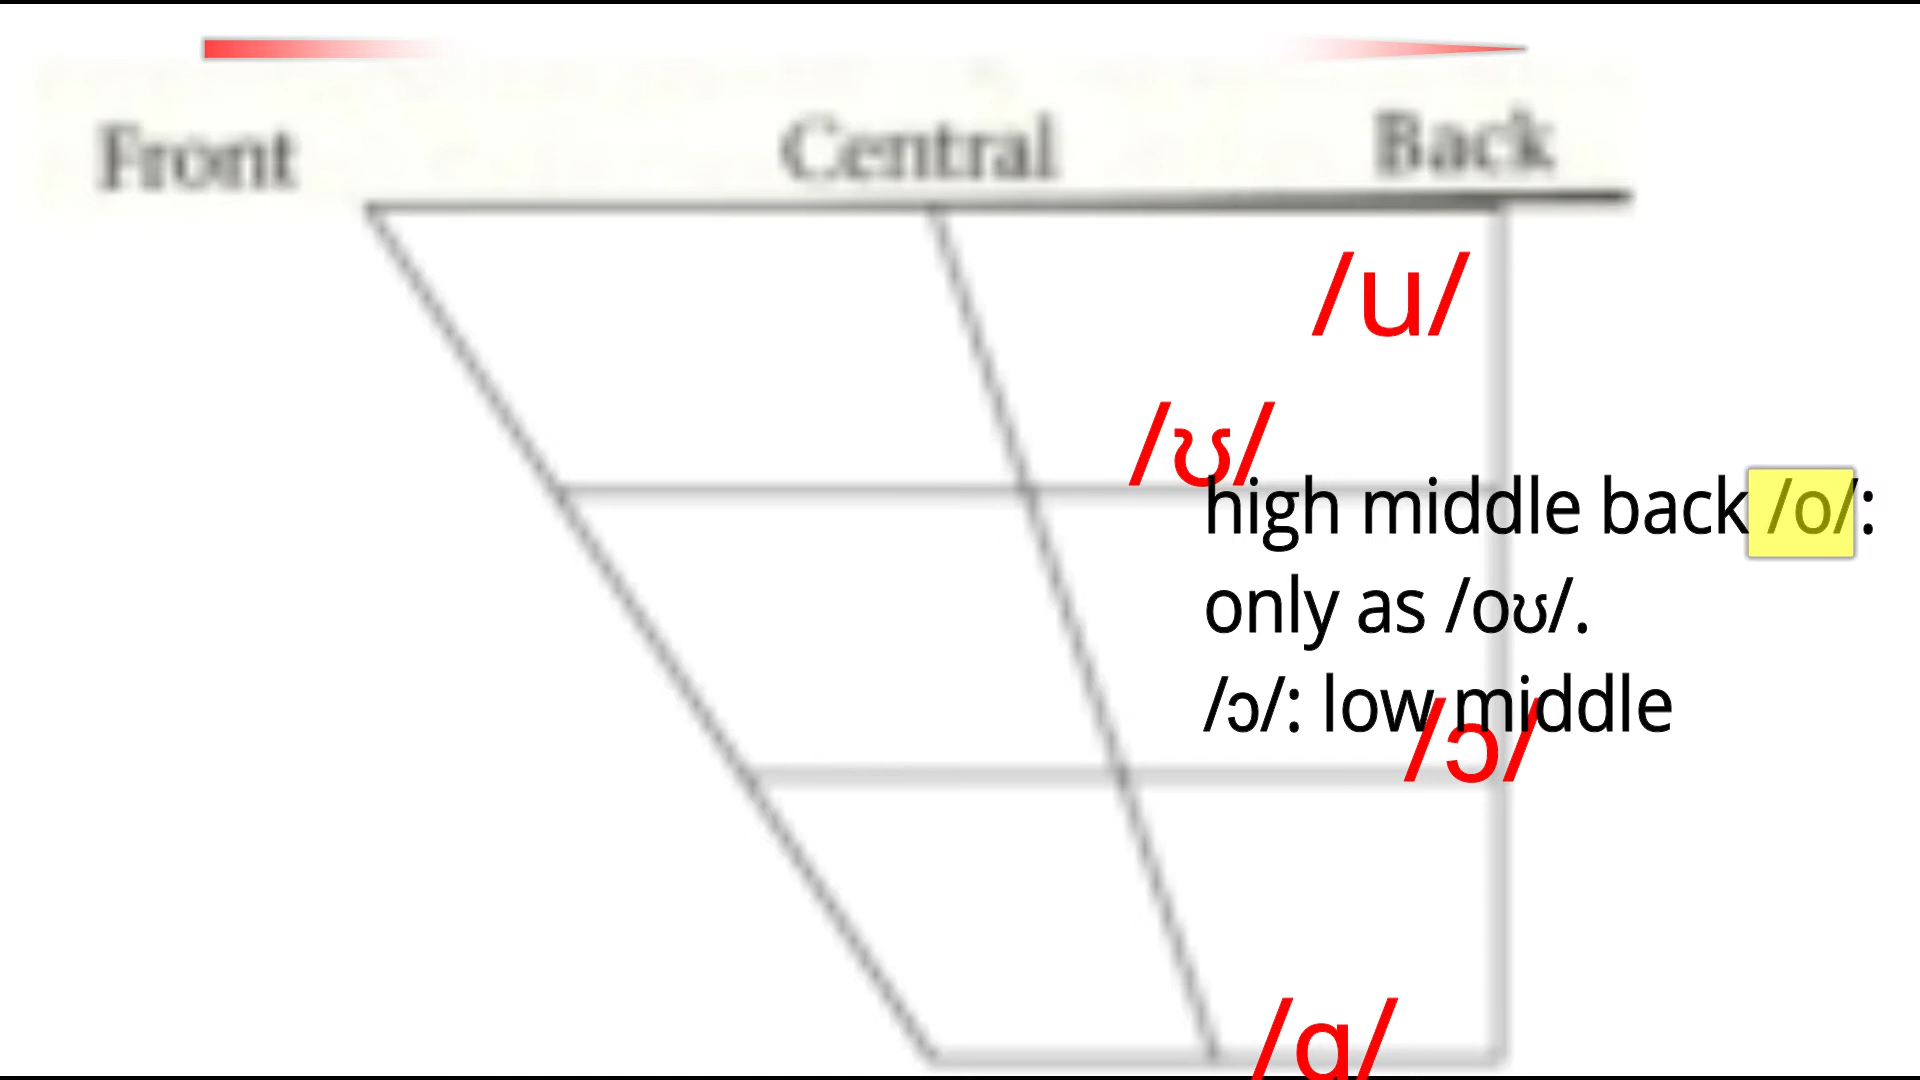 Front Central Back
/u/
/ʊ/
high middle back /o/:
only as /oʊ/.
/ɔ/: low middle
/ɔ/
/ɑ/